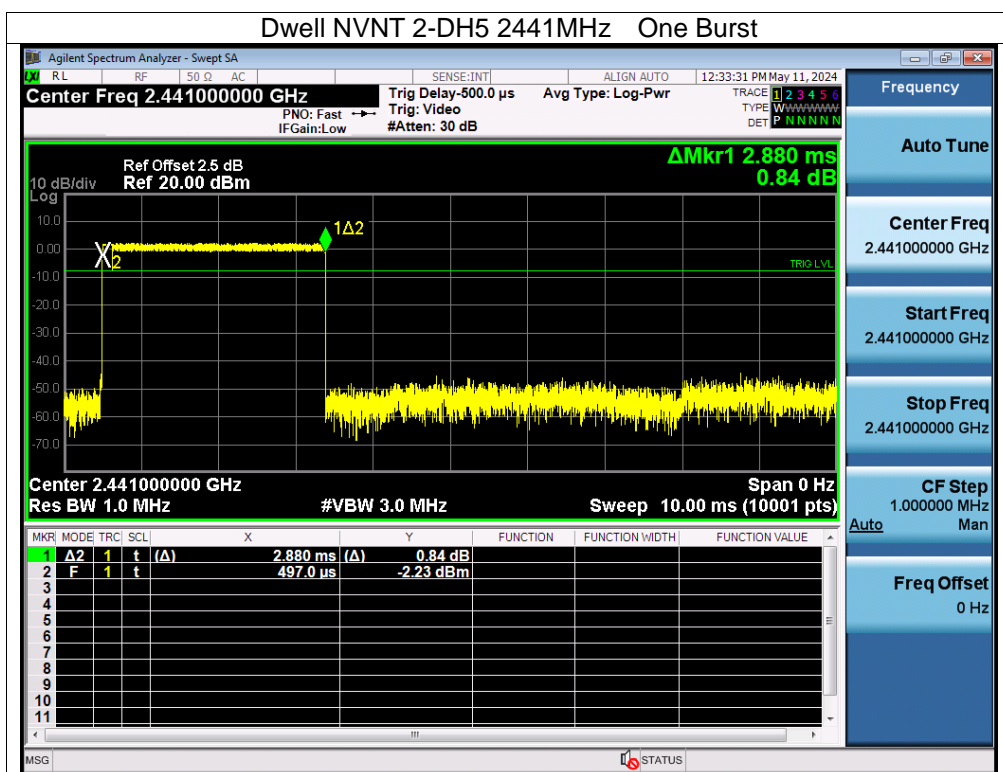 Dwell NVNT 2-DH5 2441MHz One Burst
Agilent Spectrum Analyzer - Swept SA
LXI RL RF 50 Ω AC SENSE:INT ALIGN AUTO 12:33:31 PM May 11, 2024
Center Freq 2.441000000 GHz Trig Delay-500.0 µs Avg Type: Log-Pwr TRACE 1 2 3 4 5 6
PNO: Fast Trig: Video TYPE WWWWWW
IFGain:Low #Atten: 30 dB DET P N N N N N
Frequency
Auto Tune
Center Freq
2.441000000 GHz
Start Freq
2.441000000 GHz
Stop Freq
2.441000000 GHz
CF Step
1.000000 MHz
Auto Man
Freq Offset
0 Hz
ΔMkr1 2.880 ms
0.84 dB
Ref Offset 2.5 dB
10 dB/div Ref 20.00 dBm
Log
10.0
0.00
-10.0
-20.0
-30.0
-40.0
-50.0
-60.0
-70.0
1Δ2
X2
TRIG LVL
Center 2.441000000 GHz Span 0 Hz
Res BW 1.0 MHz #VBW 3.0 MHz Sweep 10.00 ms (10001 pts)
MKR MODE TRC SCL X Y FUNCTION FUNCTION WIDTH FUNCTION VALUE
1 Δ2 1 t (Δ) 2.880 ms (Δ) 0.84 dB
2 F 1 t 497.0 µs -2.23 dBm
3
4
5
6
7
8
9
10
11
MSG STATUS